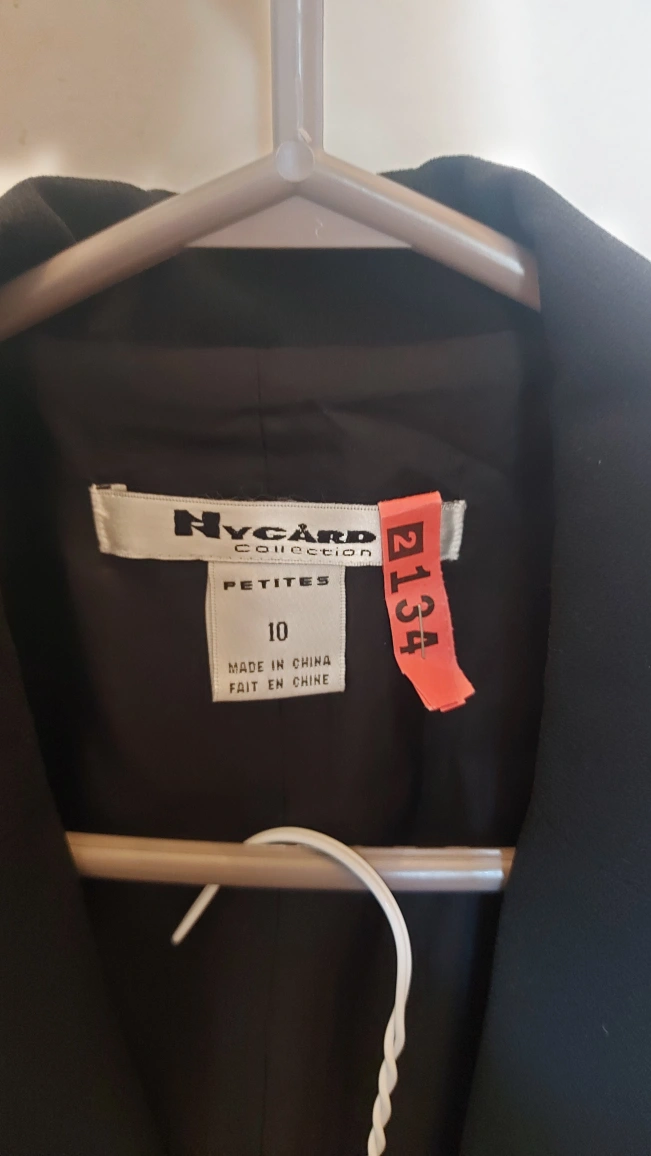 NYGÅRD
Collection
PETITES
10
MADE IN CHINA
FAIT EN CHINE
2134